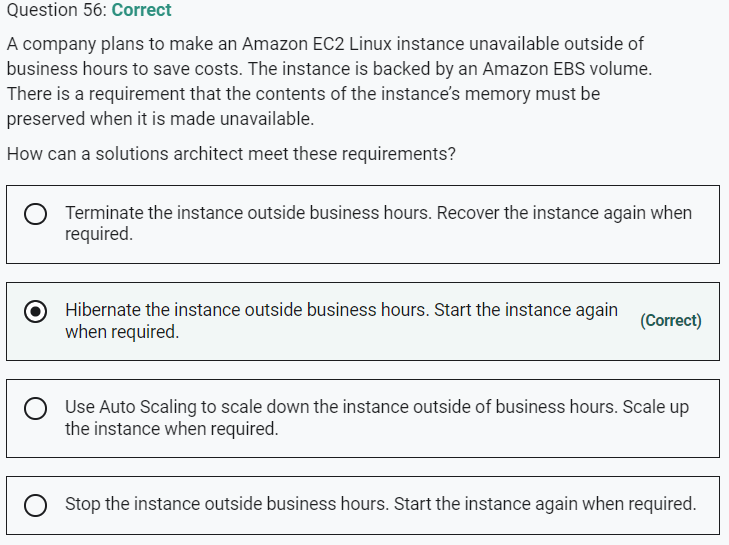 Question 56: Correct
A company plans to make an Amazon EC2 Linux instance unavailable outside of
business hours to save costs. The instance is backed by an Amazon EBS volume.
There is a requirement that the contents of the instance’s memory must be
preserved when it is made unavailable.
How can a solutions architect meet these requirements?
Terminate the instance outside business hours. Recover the instance again when
required.
Hibernate the instance outside business hours. Start the instance again
when required.
(Correct)
Use Auto Scaling to scale down the instance outside of business hours. Scale up
the instance when required.
Stop the instance outside business hours. Start the instance again when required.